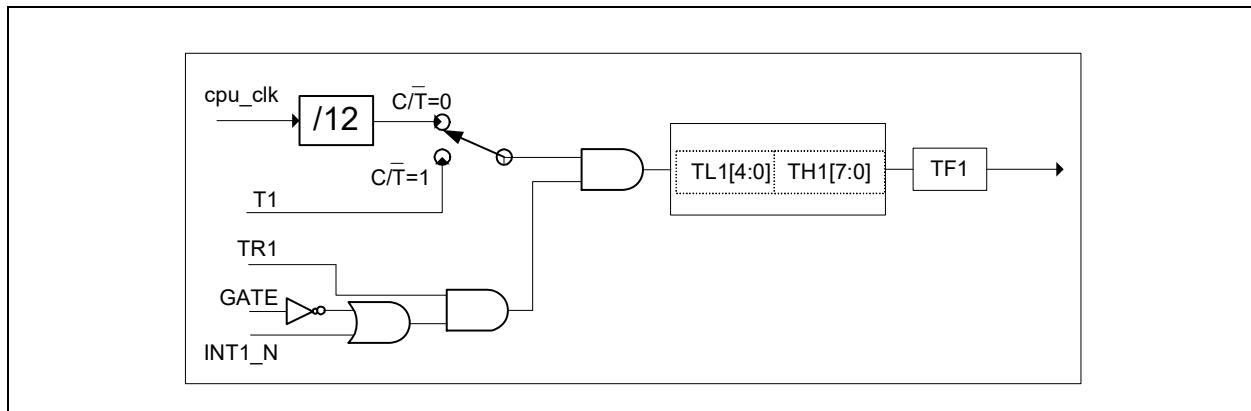 cpu_clk
/12
C/T̅=0
C/T̅=1
T1
TL1[4:0]
TH1[7:0]
TF1
TR1
GATE
INT1_N